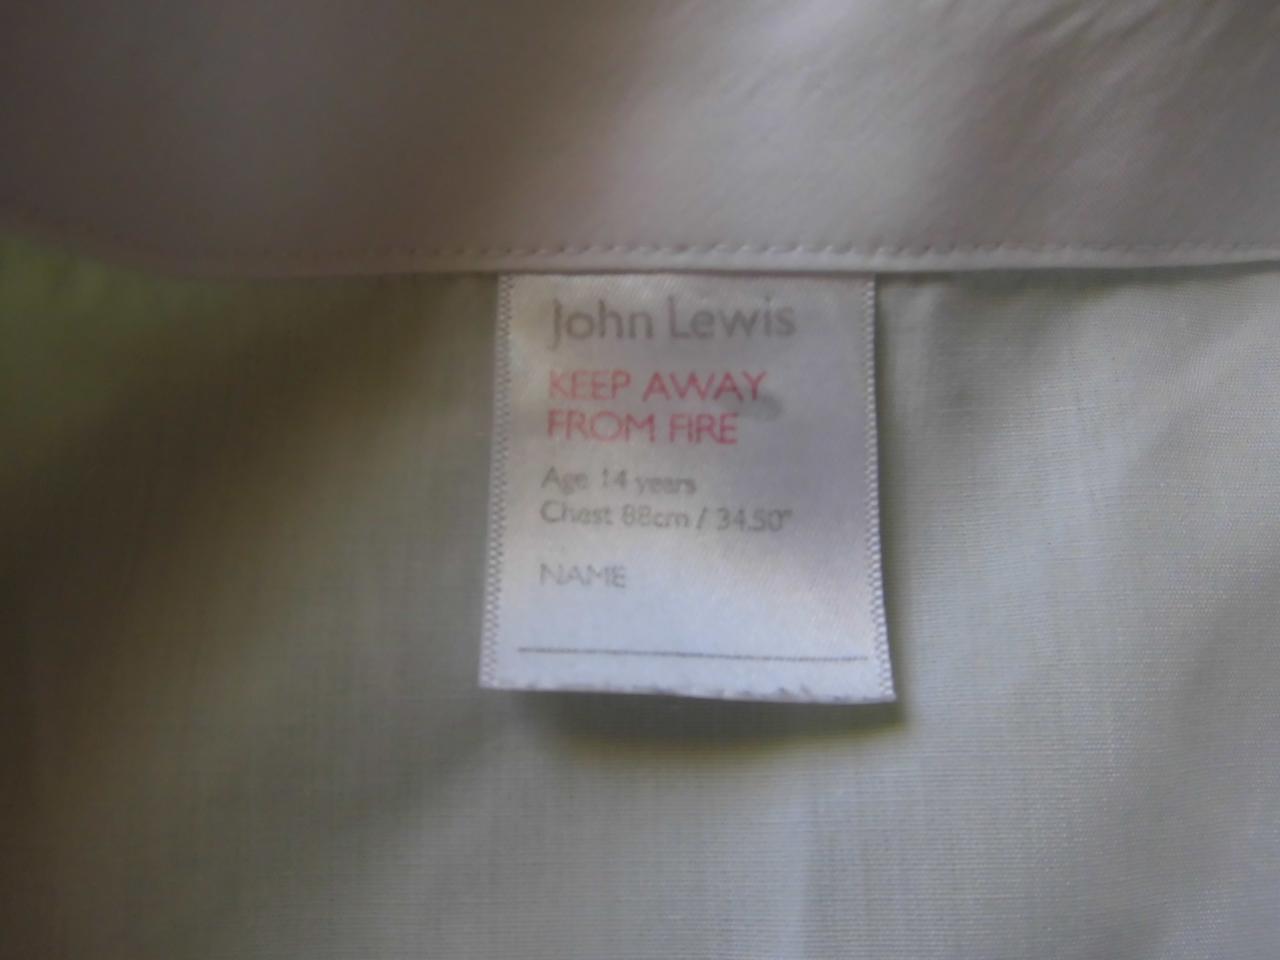 John Lewis
KEEP AWAY
FROM FIRE
Age 14 years
Chest 88cm / 34.50"
NAME